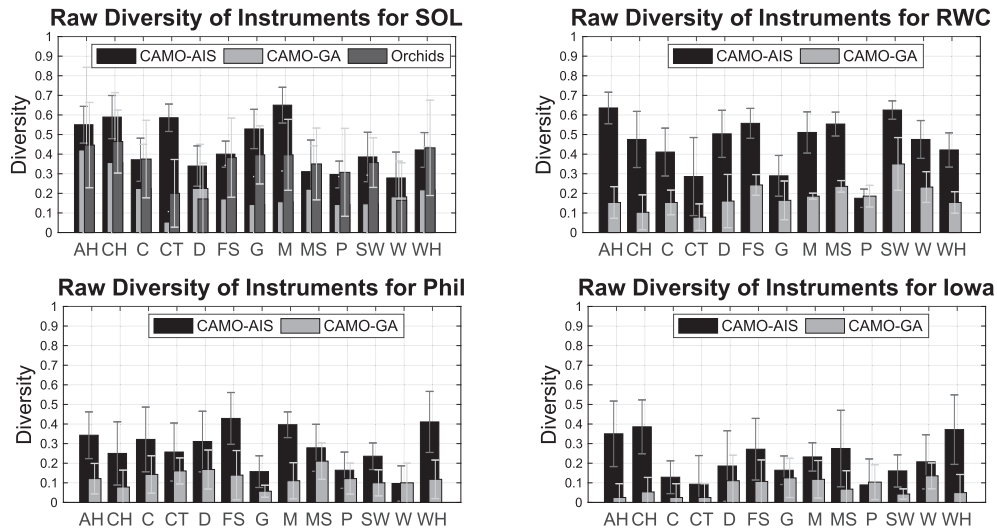 Raw Diversity of Instruments for SOL
CAMO-AIS CAMO-GA Orchids
Diversity
1
0.9
0.8
0.7
0.6
0.5
0.4
0.3
0.2
0.1
0
AH CH C CT D FS G M MS P SW W WH
Raw Diversity of Instruments for RWC
CAMO-AIS CAMO-GA
Diversity
1
0.9
0.8
0.7
0.6
0.5
0.4
0.3
0.2
0.1
0
AH CH C CT D FS G M MS P SW W WH
Raw Diversity of Instruments for Phil
CAMO-AIS CAMO-GA
Diversity
1
0.9
0.8
0.7
0.6
0.5
0.4
0.3
0.2
0.1
0
AH CH C CT D FS G M MS P SW W WH
Raw Diversity of Instruments for Iowa
CAMO-AIS CAMO-GA
Diversity
1
0.9
0.8
0.7
0.6
0.5
0.4
0.3
0.2
0.1
0
AH CH C CT D FS G M MS P SW W WH